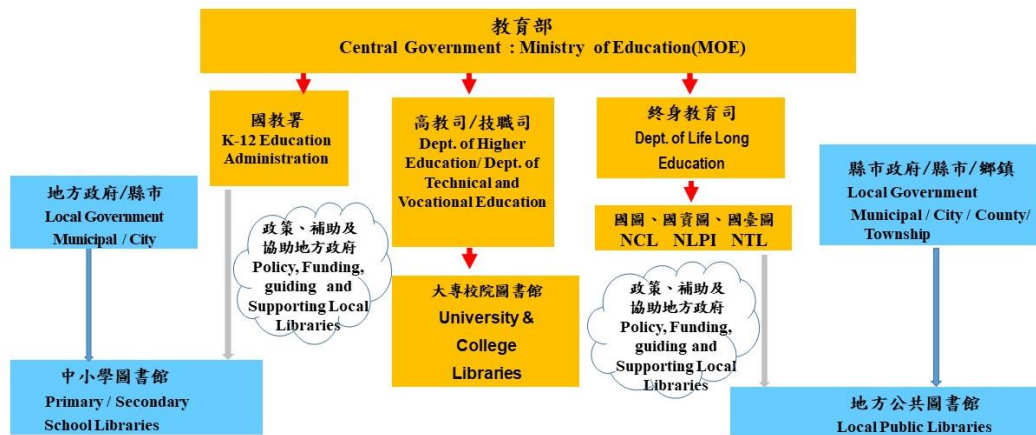 教育部
Central Government : Ministry of Education(MOE)
國教署
K-12 Education
Administration
高教司/技職司
Dept. of Higher
Education/ Dept. of
Technical and
Vocational Education
終身教育司
Dept. of Life Long
Education
地方政府/縣市
Local Government
Municipal / City
縣市政府/縣市/鄉鎮
Local Government
Municipal / City / County/
Township
政策、補助及
協助地方政府
Policy, Funding,
guiding and
Supporting Local
Libraries
國圖、國資圖、國臺圖
NCL NLPI NTL
大專校院圖書館
University &
College
Libraries
政策、補助及
協助地方政府
Policy, Funding,
guiding and
Supporting Local
Libraries
中小學圖書館
Primary / Secondary
School Libraries
地方公共圖書館
Local Public Libraries